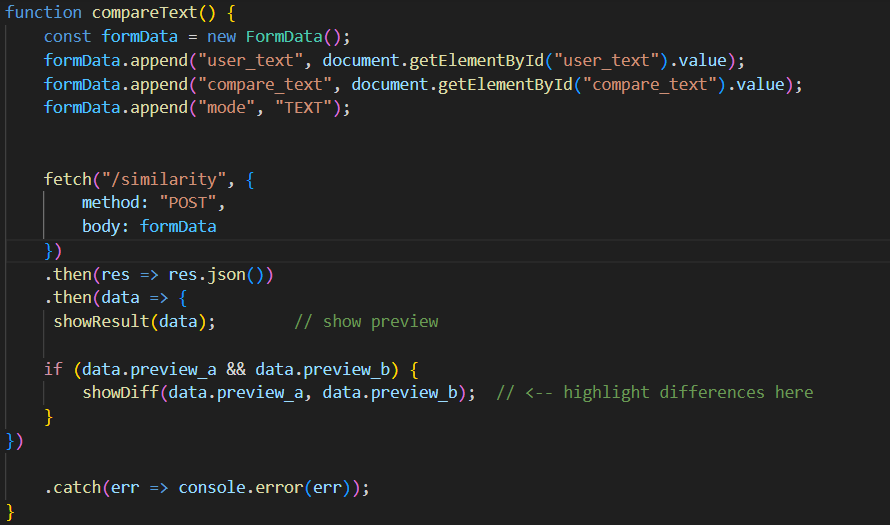 function compareText() {
    const formData = new FormData();
    formData.append("user_text", document.getElementById("user_text").value);
    formData.append("compare_text", document.getElementById("compare_text").value);
    formData.append("mode", "TEXT");


    fetch("/similarity", {
        method: "POST",
        body: formData
    })
    .then(res => res.json())
    .then(data => {
     showResult(data);        // show preview

    if (data.preview_a && data.preview_b) {
        showDiff(data.preview_a, data.preview_b);  // <-- highlight differences here
    }
})

    .catch(err => console.error(err));
}